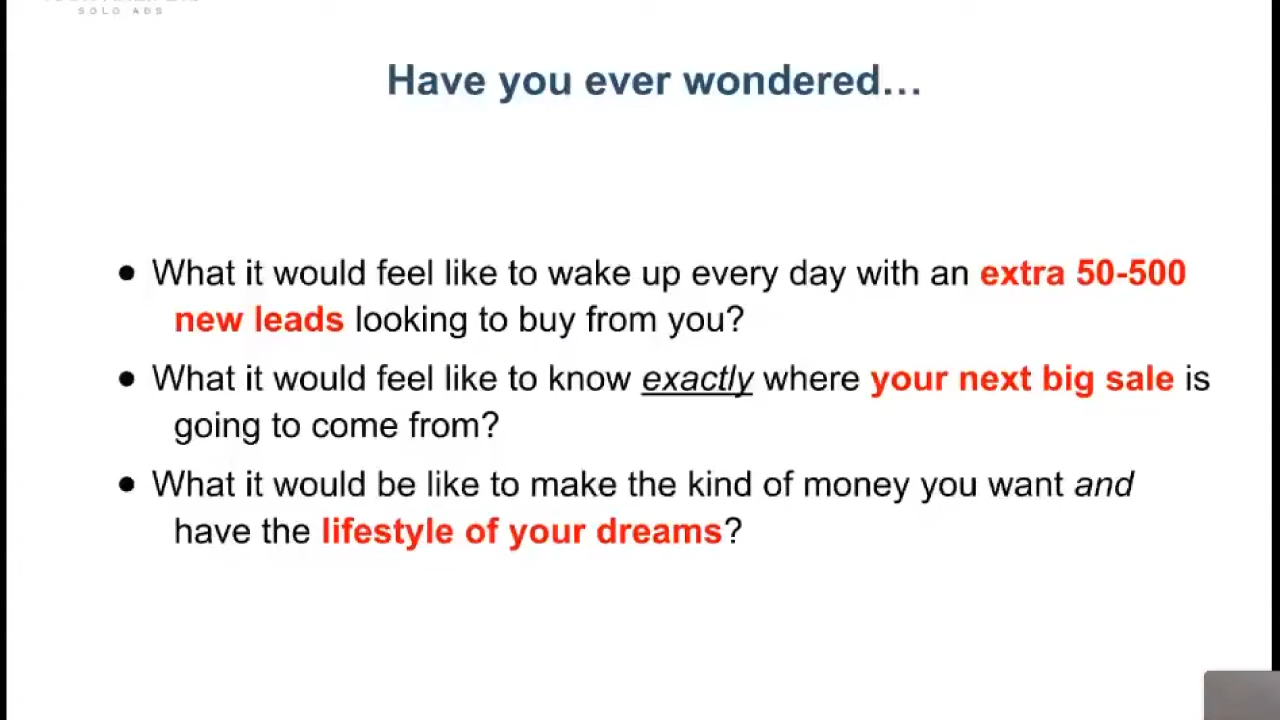 SOLO ADS
Have you ever wondered…
● What it would feel like to wake up every day with an extra 50-500
new leads looking to buy from you?
● What it would feel like to know exactly where your next big sale is
going to come from?
● What it would be like to make the kind of money you want and
have the lifestyle of your dreams?